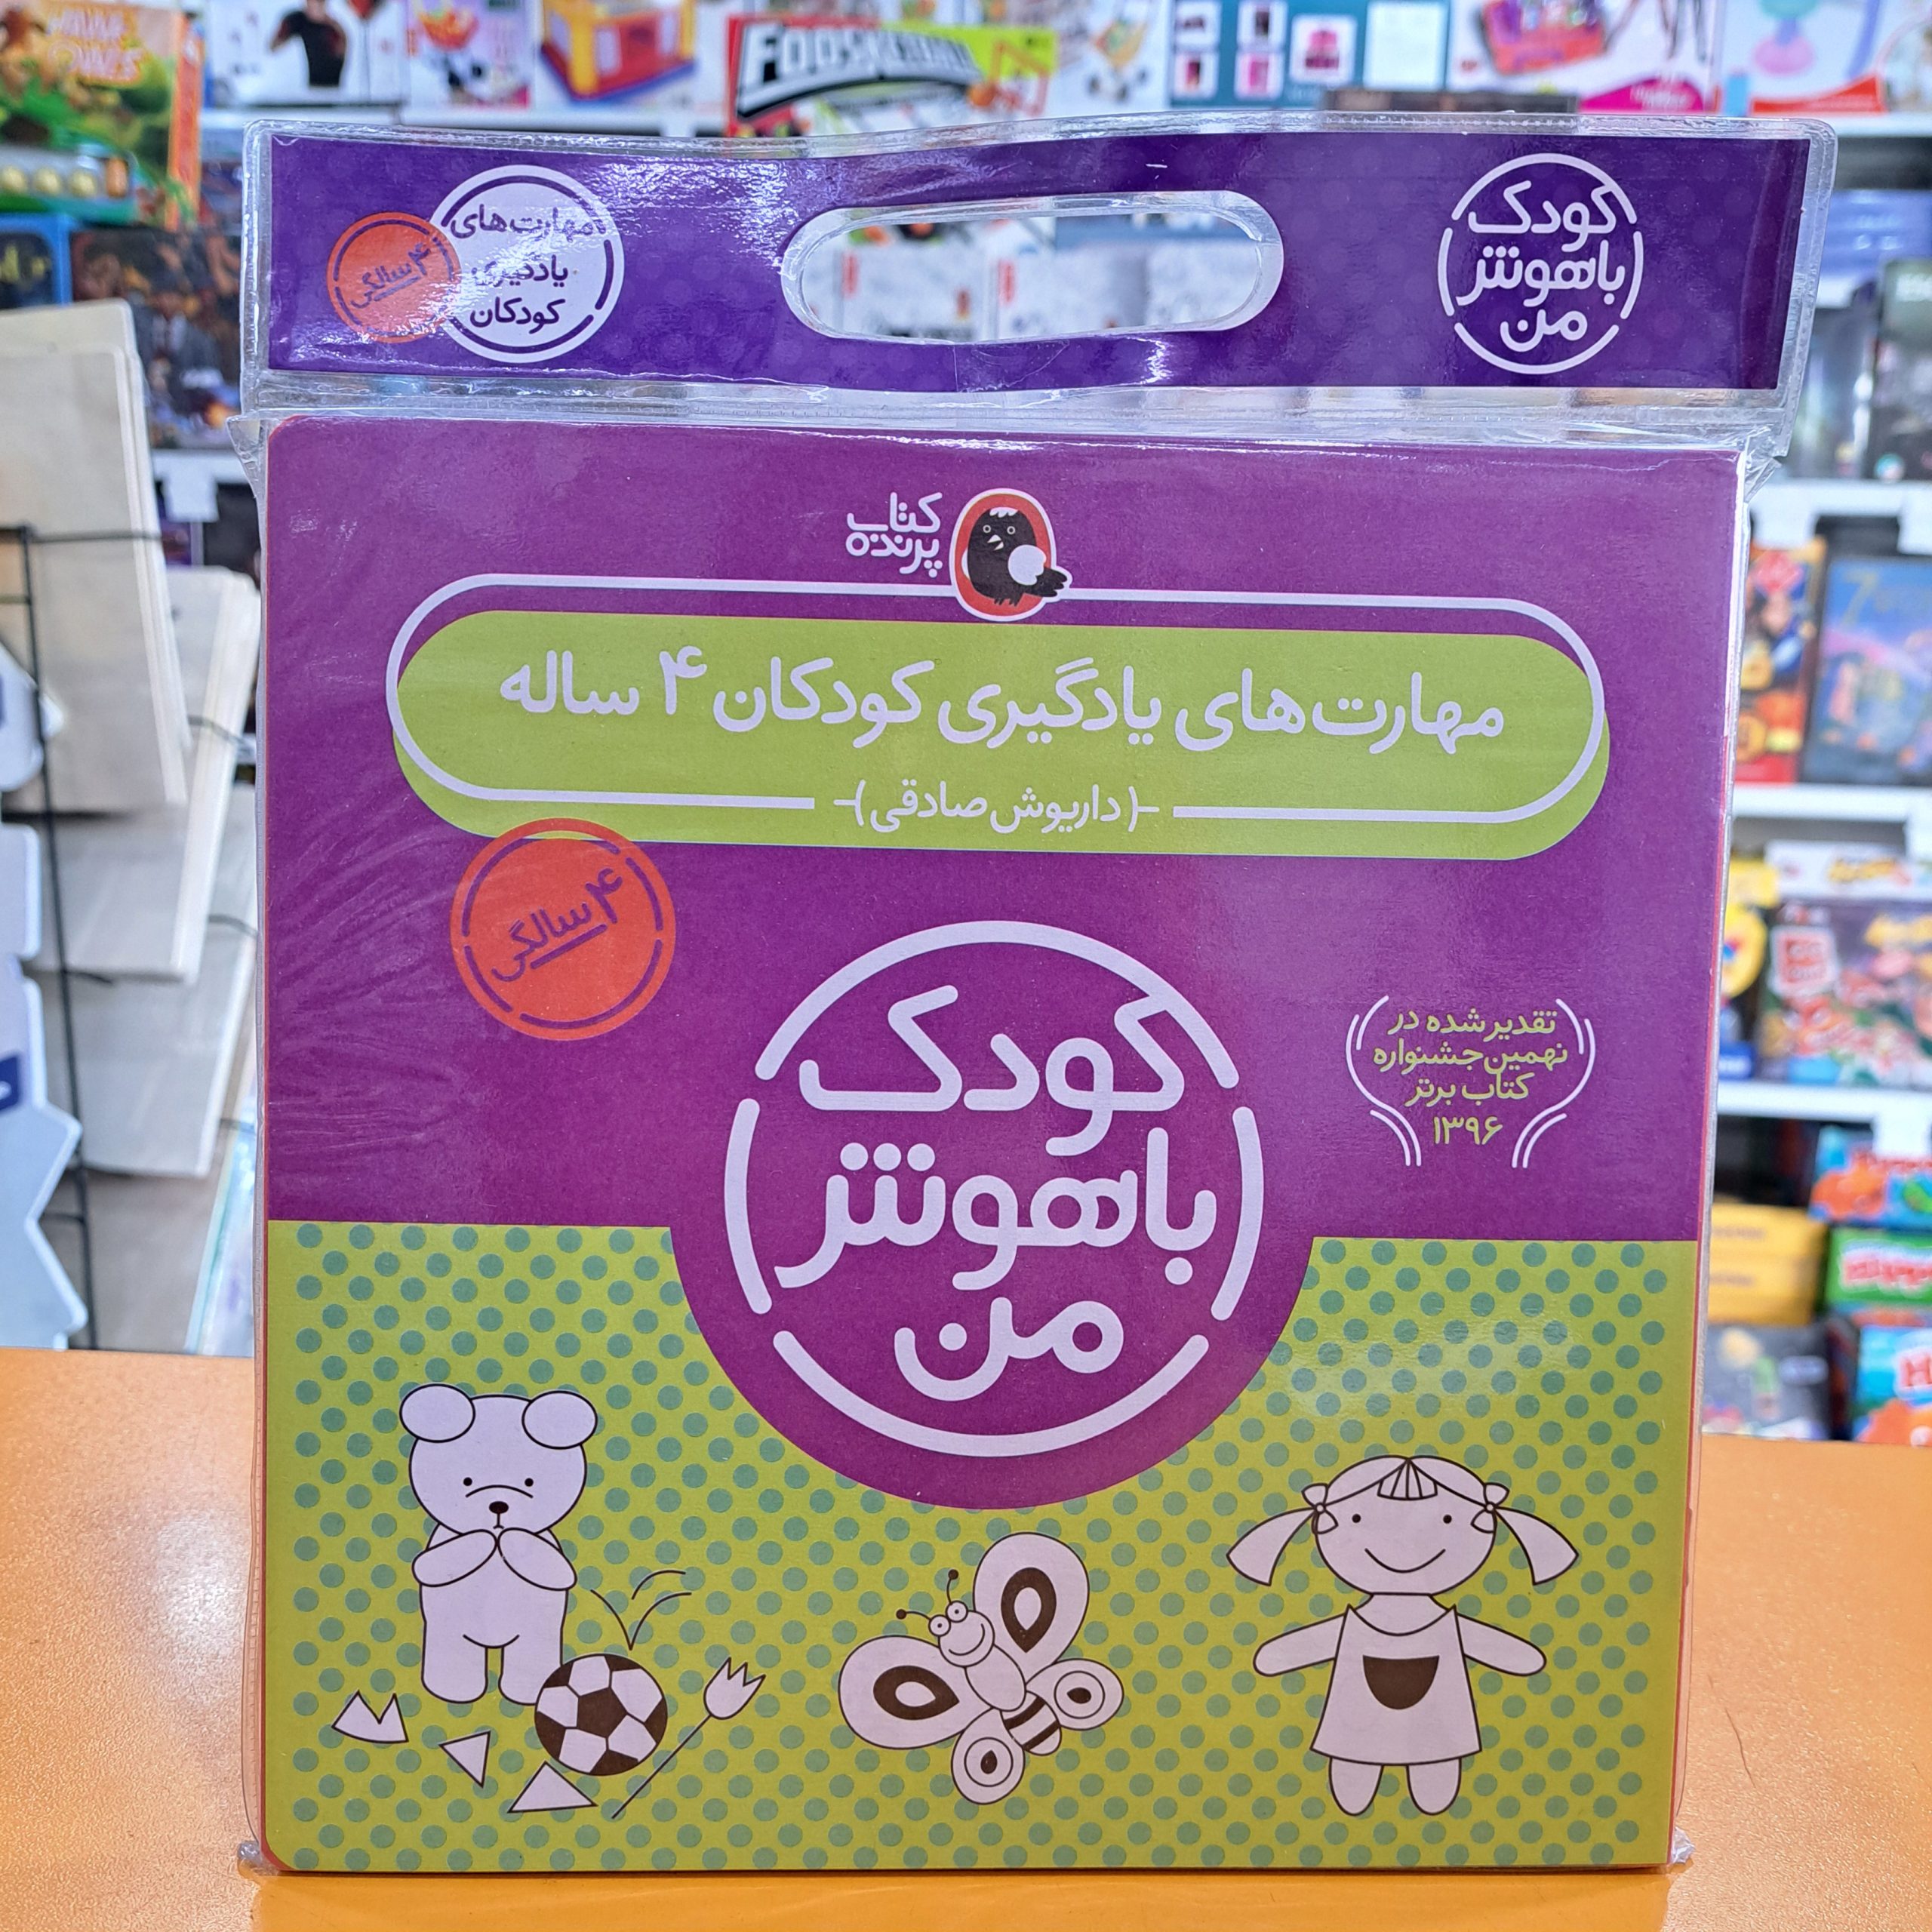 FOOSKETBALL
کودک
باهوش
من
مهارت‌های
یادگیری
کودکان
۴ سالگی
کتاب
پرنده
مهارت‌های یادگیری کودکان ۴ ساله
(داریوش صادقی)
۴ سالگی
کودک
باهوش
من
تقدیر شده در
نهمین جشنواره
کتاب برتر
۱۳۹۶